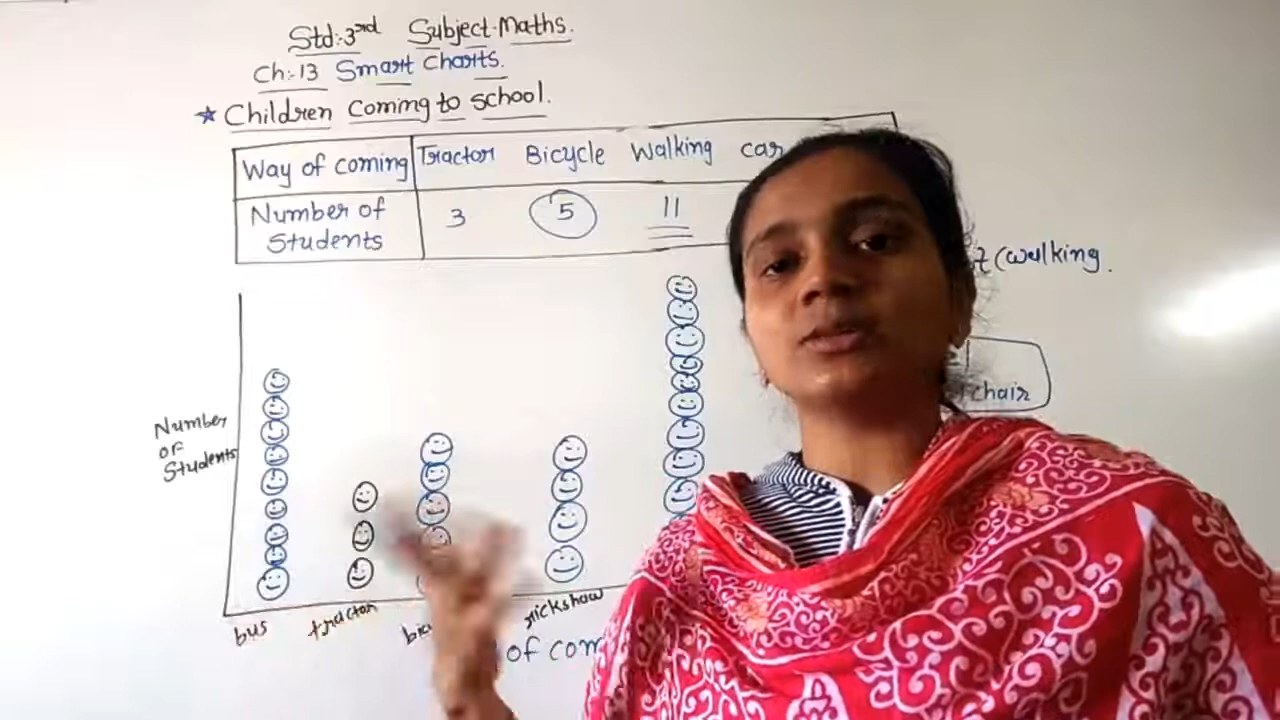 Std:-3rd Subject-Maths.
Ch:-13 Smart Charts.
★ Children Coming to School.
Way of coming Tractor Bicycle Walking car
Number of Students 3 5 11
(walking.
chair
Number
of
Students
bus tractor rickshow
of com